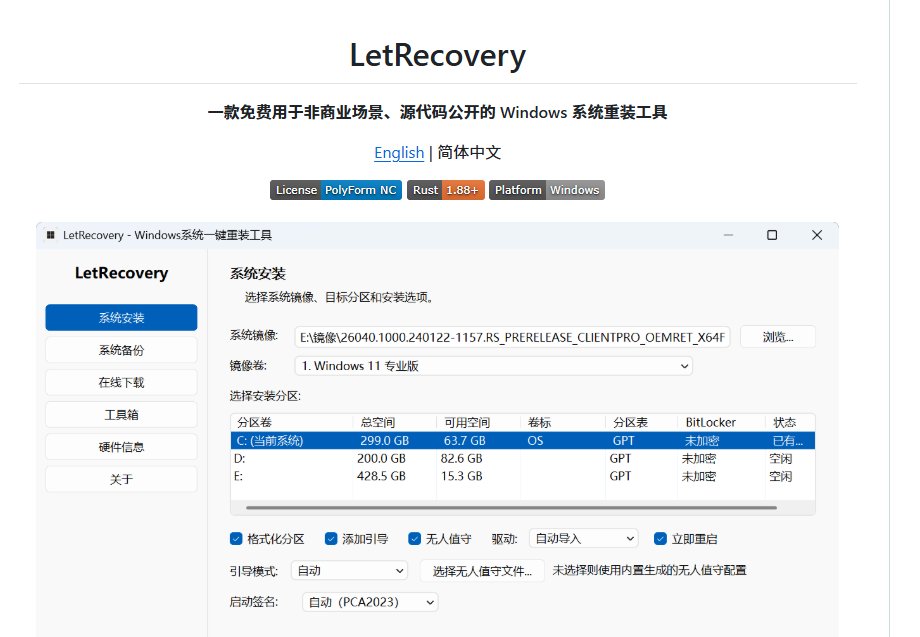 LetRecovery
一款免费用于非商业场景、源代码公开的 Windows 系统重装工具
English | 简体中文
License PolyForm NC Rust 1.88+ Platform Windows
LetRecovery - Windows系统一键重装工具
LetRecovery
系统安装
系统备份
在线下载
工具箱
硬件信息
关于
系统安装
选择系统镜像、目标分区和安装选项。
系统镜像: E:\镜像\26040.1000.240122-1157.RS_PRERELEASE_CLIENTPRO_OEMRET_X64F 浏览...
镜像卷: 1. Windows 11 专业版
选择安装分区:
分区卷 总空间 可用空间 卷标 分区表 BitLocker 状态
C: (当前系统) 299.0 GB 63.7 GB OS GPT 未加密 已有...
D: 200.0 GB 82.6 GB GPT 未加密 空闲
E: 428.5 GB 15.3 GB GPT 未加密 空闲
格式化分区 添加引导 无人值守 驱动: 自动导入 立即重启
引导模式: 自动 选择无人值守文件... 未选择则使用内置生成的无人值守配置
启动签名: 自动（PCA2023）